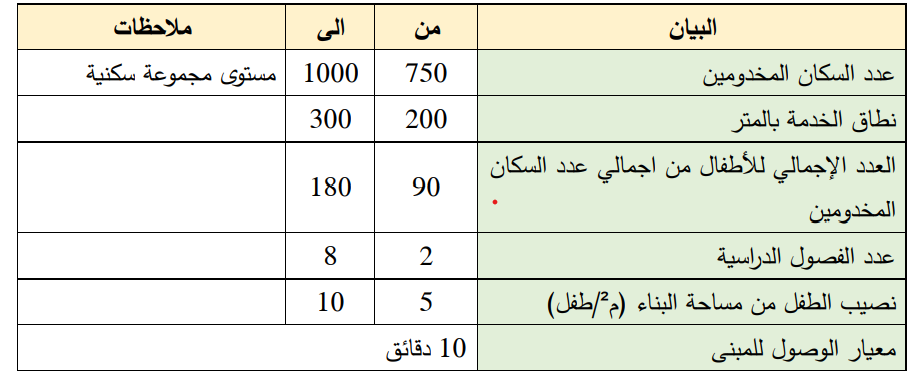 البيان من الى ملاحظات
عدد السكان المخدومين 750 1000 مستوى مجموعة سكنية
نطاق الخدمة بالمتر 200 300
العدد الإجمالي للأطفال من اجمالي عدد السكان
المخدومين 90 180
عدد الفصول الدراسية 2 8
نصيب الطفل من مساحة البناء (م²/طفل) 5 10
معيار الوصول للمبنى 10 دقائق